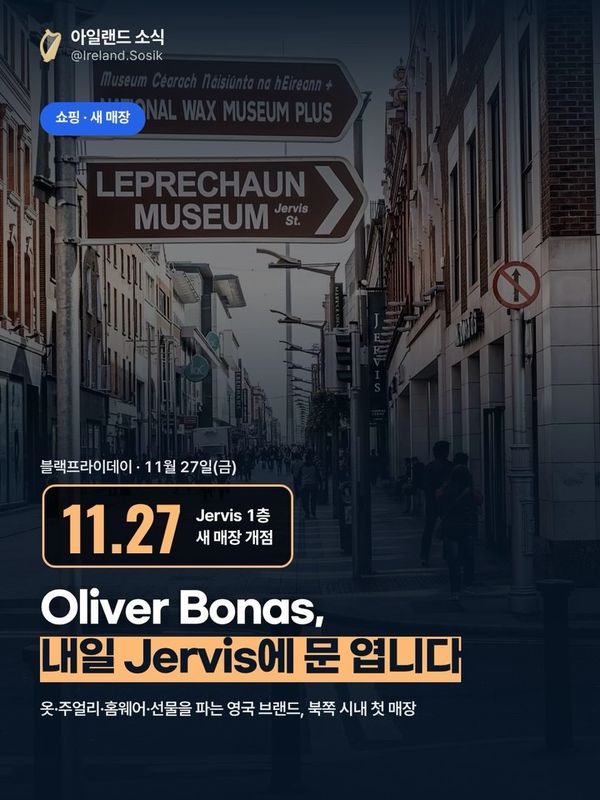 아일랜드 소식
@Ireland.Sosik
Músaem Céarach Náisiúnta na hÉireann +
NATIONAL WAX MUSEUM PLUS
쇼핑 · 새 매장
LEPRECHAUN
MUSEUM Jervis St.
JERVIS
블랙프라이데이 · 11월 27일(금)
11.27
Jervis 1층
새 매장 개점
Oliver Bonas,
내일 Jervis에 문 엽니다
옷·주얼리·홈웨어·선물을 파는 영국 브랜드, 북쪽 시내 첫 매장